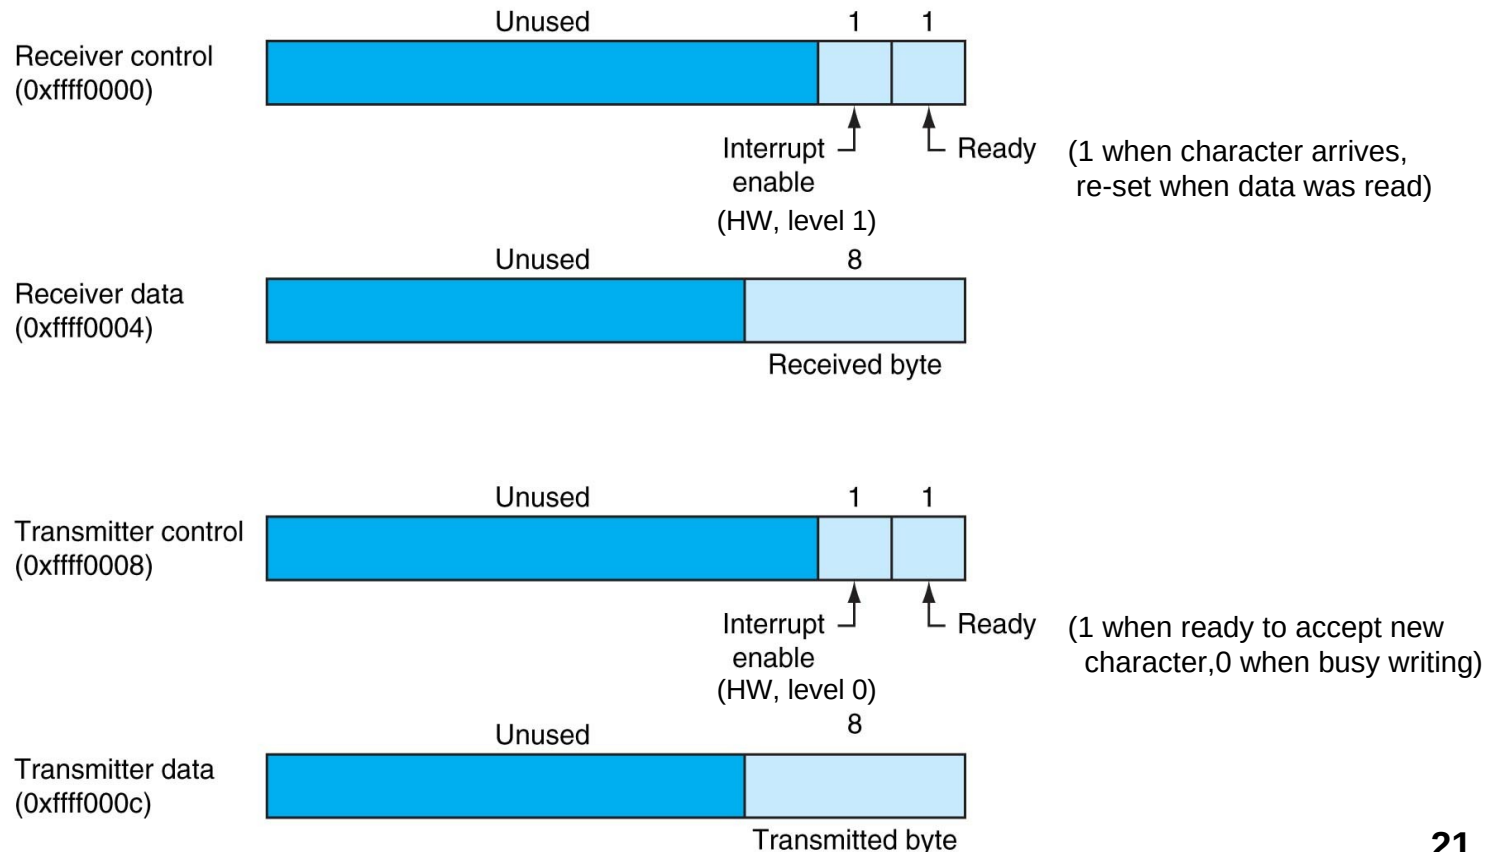 Unused 1 1
Receiver control
(0xffff0000)
Interrupt Ready (1 when character arrives,
enable re-set when data was read)
(HW, level 1)
Unused 8
Receiver data
(0xffff0004)
Received byte
Unused 1 1
Transmitter control
(0xffff0008)
Interrupt Ready (1 when ready to accept new
enable character,0 when busy writing)
(HW, level 0)
Unused 8
Transmitter data
(0xffff000c)
Transmitted byte
21